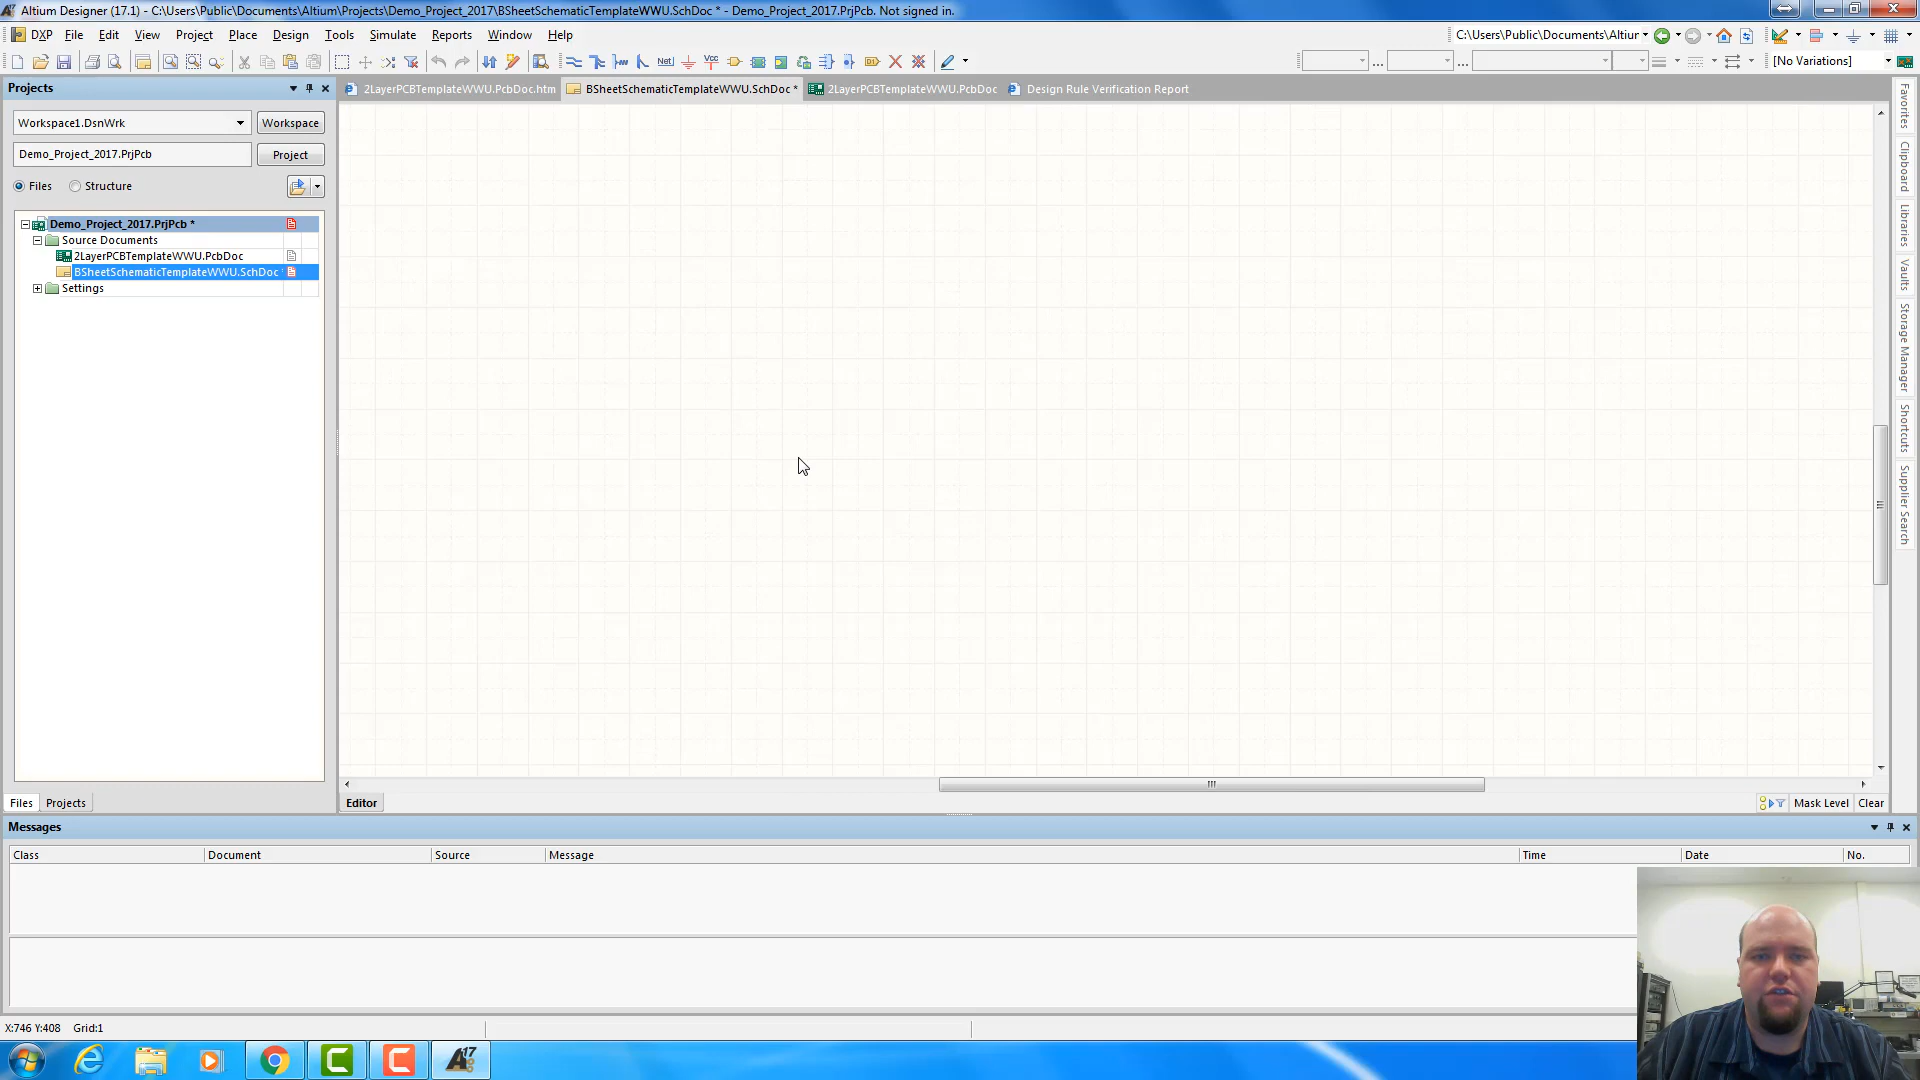 Altium Designer (17.1) - C:\Users\Public\Documents\Altium\Projects\Demo_Project_2017\BSheetSchematicTemplateWWU.SchDoc * - Demo_Project_2017.PrjPcb. Not signed in.
DXP File Edit View Project Place Design Tools Simulate Reports Window Help C:\Users\Public\Documents\Altiur
Net Vcc D1 ... ... [No Variations]
Projects
2LayerPCBTemplateWWU.PcbDoc.htm BSheetSchematicTemplateWWU.SchDoc * 2LayerPCBTemplateWWU.PcbDoc Design Rule Verification Report
Workspace1.DsnWrk Workspace
Demo_Project_2017.PrjPcb Project
Files Structure
Demo_Project_2017.PrjPcb *
Source Documents
2LayerPCBTemplateWWU.PcbDoc
BSheetSchematicTemplateWWU.SchDoc
Settings
Favorites
Clipboard
Libraries
Vaults
Storage Manager
Shortcuts
Supplier Search
Files Projects
Editor
Mask Level Clear
Messages
Class Document Source Message Time Date No.
X:746 Y:408 Grid:1
17